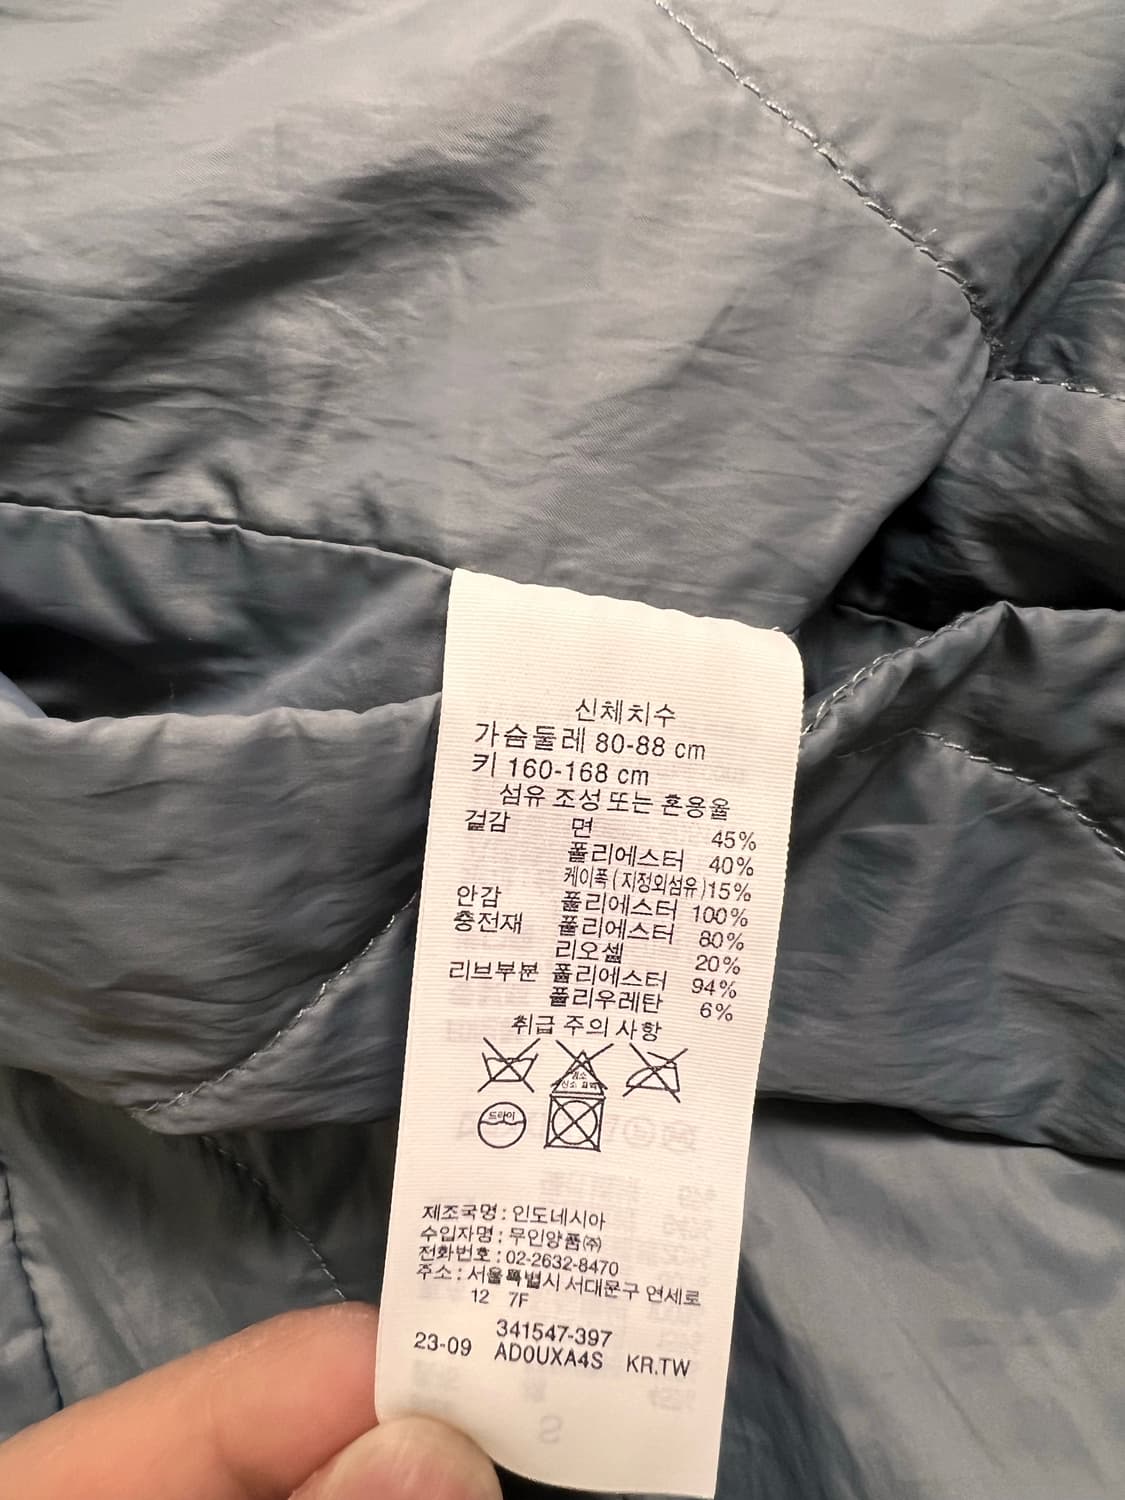 신체치수
가슴둘레 80-88 cm
키 160-168 cm
섬유 조성 또는 혼용율
겉감 면 45%
폴리에스터 40%
케이폭(지정외섬유) 15%
안감 폴리에스터 100%
충전재 폴리에스터 80%
리오셀 20%
리브부분 폴리에스터 94%
폴리우레탄 6%
취급 주의 사항
염소
산소 표백
드라이
제조국명 : 인도네시아
수입자명 : 무인양품㈜
전화번호 : 02-2632-8470
주소 : 서울특별시 서대문구 연세로
12 7F
341547-397
23-09 AD0UXA4S KR.TW
S